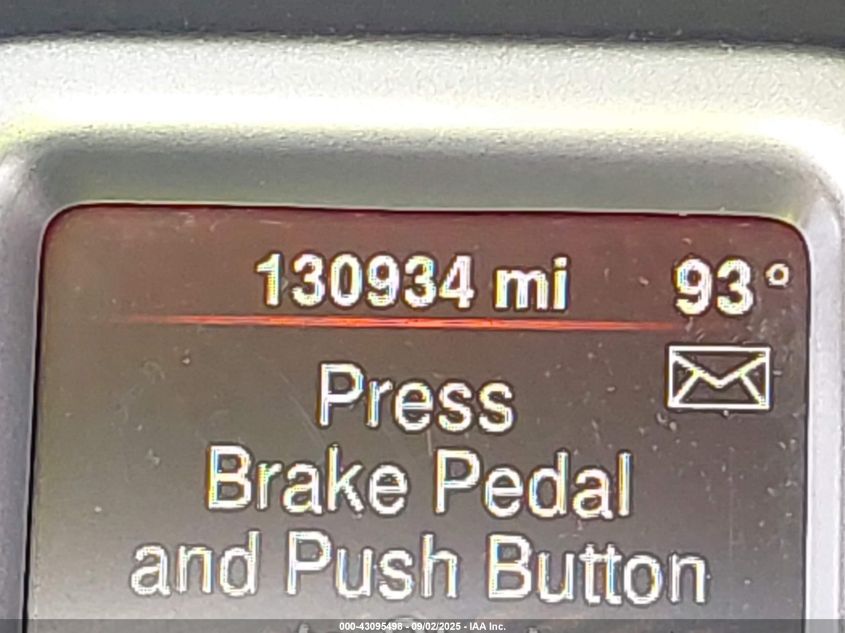 130934 mi 93°
Press
Brake Pedal
and Push Button
000-43095498 - 09/02/2025 - IAA Inc.